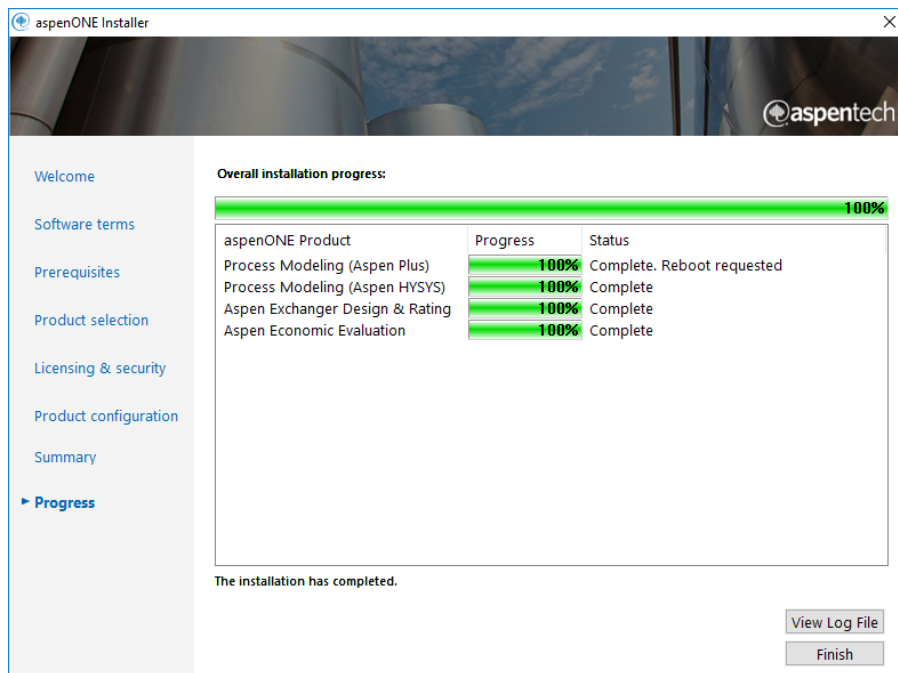 aspenONE Installer
aspentech
Welcome
Software terms
Prerequisites
Product selection
Licensing & security
Product configuration
Summary
Progress
Overall installation progress:
100%
aspenONE Product Progress Status
Process Modeling (Aspen Plus) 100% Complete. Reboot requested
Process Modeling (Aspen HYSYS) 100% Complete
Aspen Exchanger Design & Rating 100% Complete
Aspen Economic Evaluation 100% Complete
The installation has completed.
View Log File
Finish